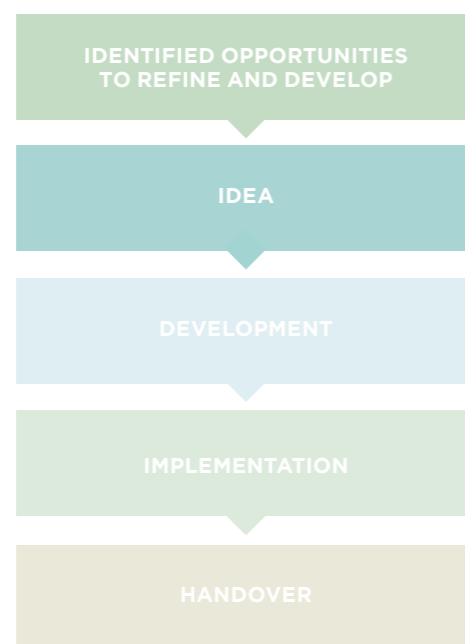 IDENTIFIED OPPORTUNITIES
TO REFINE AND DEVELOP
IDEA
DEVELOPMENT
IMPLEMENTATION
HANDOVER